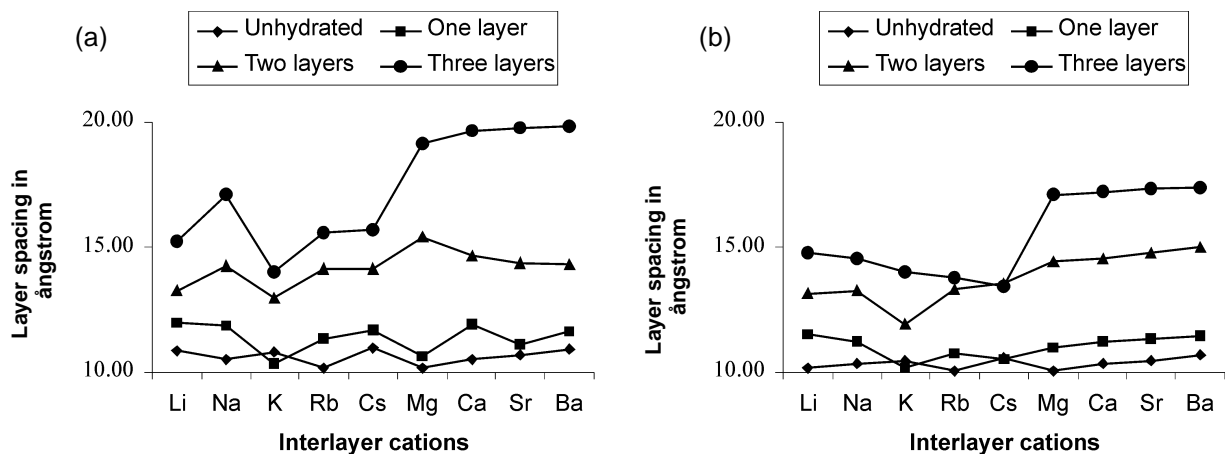 (a)
Unhydrated One layer
Two layers Three layers
20.00
15.00
10.00
Layer spacing in
ångstrom
Li Na K Rb Cs Mg Ca Sr Ba
Interlayer cations
(b)
Unhydrated One layer
Two layers Three layers
20.00
15.00
10.00
Layer spacing in
ångstrom
Li Na K Rb Cs Mg Ca Sr Ba
Interlayer cations